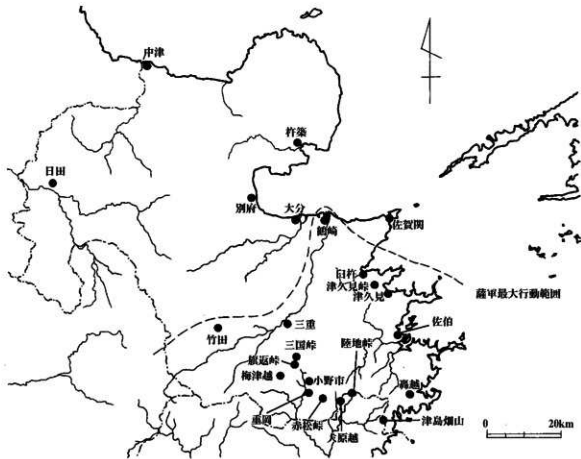 中津
杵築
日田
別府
大分
鶴崎
佐賀関
臼杵
津久見峠
津久見
薩軍最大行動範囲
佐伯
三重
竹田
三国峠
旗返峠
梅津越
小野市
陸地峠
重岡
赤松峠
大原越
津島畑山
0
20km